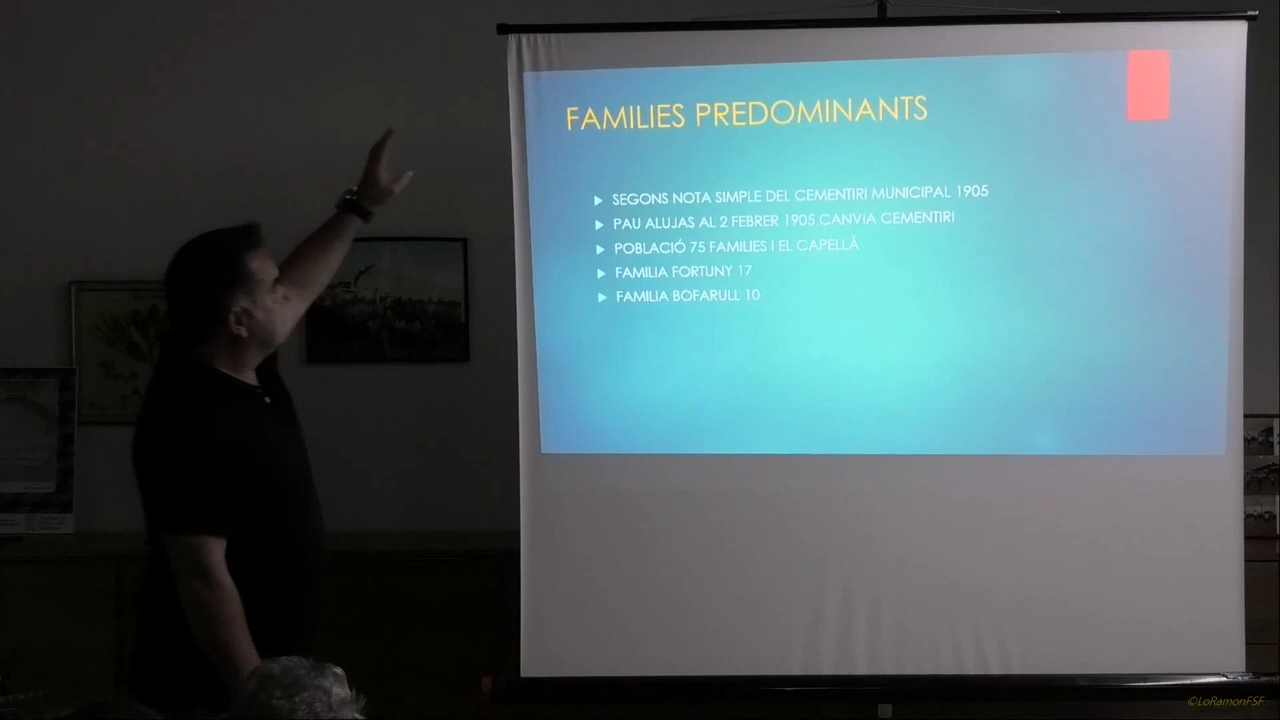 FAMILIES PREDOMINANTS
SEGONS NOTA SIMPLE DEL CEMENTIRI MUNICIPAL 1905
PAU ALUJAS AL 2 FEBRER 1905 CANVIA CEMENTIRI
POBLACIÓ 75 FAMILIES I EL CAPELLÀ
FAMILIA FORTUNY 17
FAMILIA BOFARULL 10
©LoRamonFSF